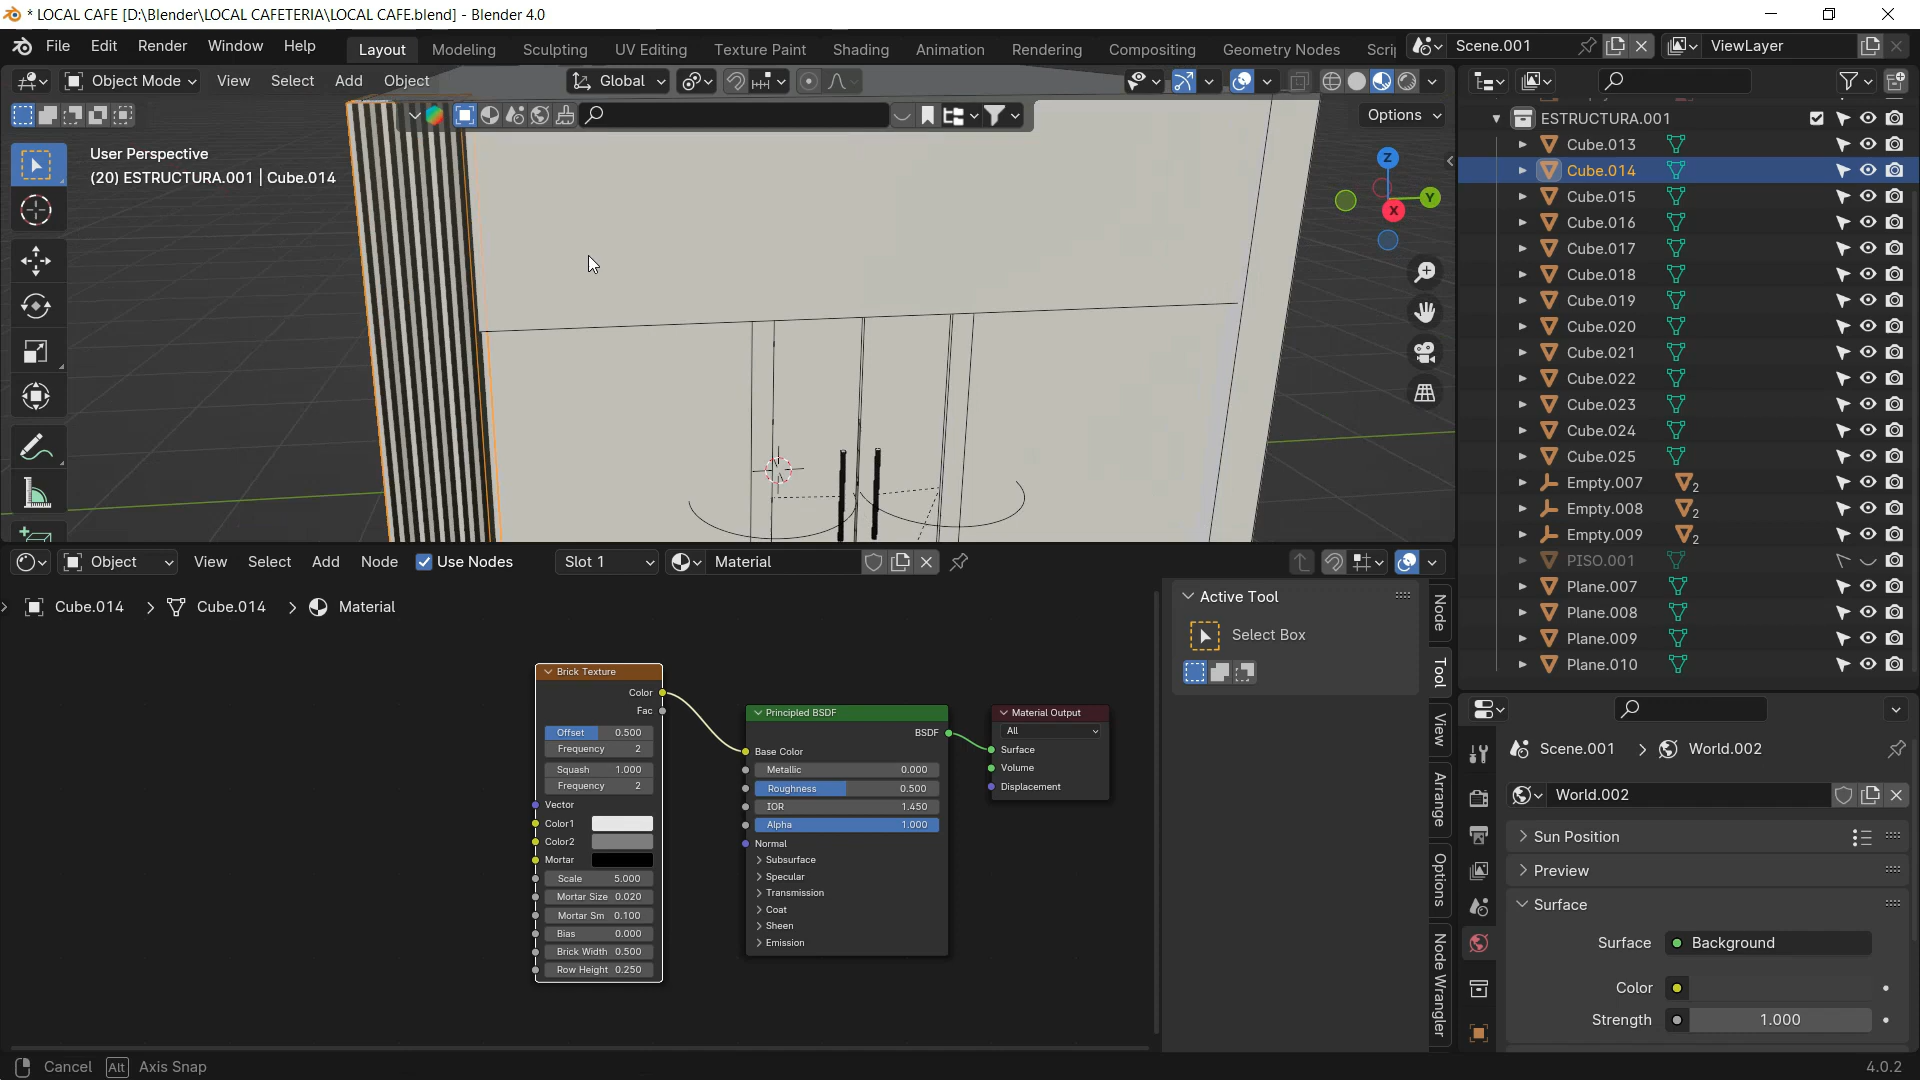 * LOCAL CAFE [D:\Blender\LOCAL CAFETERIA\LOCAL CAFE.blend] - Blender 4.0
File Edit Render Window Help Layout Modeling Sculpting UV Editing Texture Paint Shading Animation Rendering Compositing Geometry Nodes Scrip Scene.001 ViewLayer
Object Mode View Select Add Object Global
Options
User Perspective
(20) ESTRUCTURA.001 | Cube.014
Z
Y
X
ESTRUCTURA.001
Cube.013
Cube.014
Cube.015
Cube.016
Cube.017
Cube.018
Cube.019
Cube.020
Cube.021
Cube.022
Cube.023
Cube.024
Cube.025
Empty.007 2
Empty.008 2
Empty.009 2
PISO.001
Plane.007
Plane.008
Plane.009
Plane.010
Object View Select Add Node Use Nodes Slot 1 Material
Cube.014 Cube.014 Material
Brick Texture
Color
Fac
Offset 0.500
Frequency 2
Squash 1.000
Frequency 2
Vector
Color1
Color2
Mortar
Scale 5.000
Mortar Size 0.020
Mortar Sm 0.100
Bias 0.000
Brick Width 0.500
Row Height 0.250
Principled BSDF
BSDF
Base Color
Metallic 0.000
Roughness 0.500
IOR 1.450
Alpha 1.000
Normal
Subsurface
Specular
Transmission
Coat
Sheen
Emission
Material Output
All
Surface
Volume
Displacement
Active Tool
Select Box
Node
Tool
View
Arrange
Options
Node Wrangler
Scene.001 World.002
World.002
Sun Position
Preview
Surface
Surface Background
Color
Strength 1.000
Cancel Alt Axis Snap 4.0.2